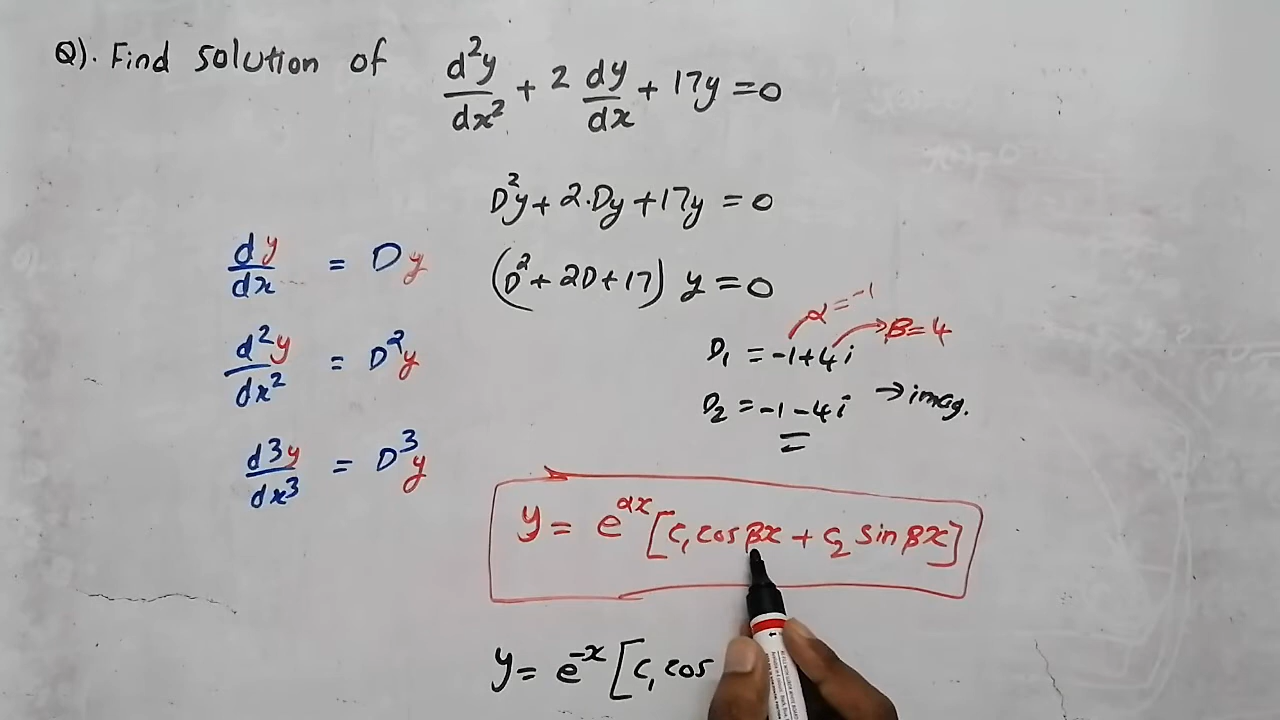 Q). Find solution of d²y/dx² + 2 dy/dx + 17y = 0
D²y + 2.Dy + 17y = 0
(D² + 2D + 17) y = 0
dy/dx = Dy
d²y/dx² = D²y
d3y/dx3 = D³y
α = -1
β = 4
D₁ = -1 + 4i
D₂ = -1 - 4i → imag.
y = e^αx [c₁ cos βx + c₂ sin βx]
y = e^-x [c₁ cos